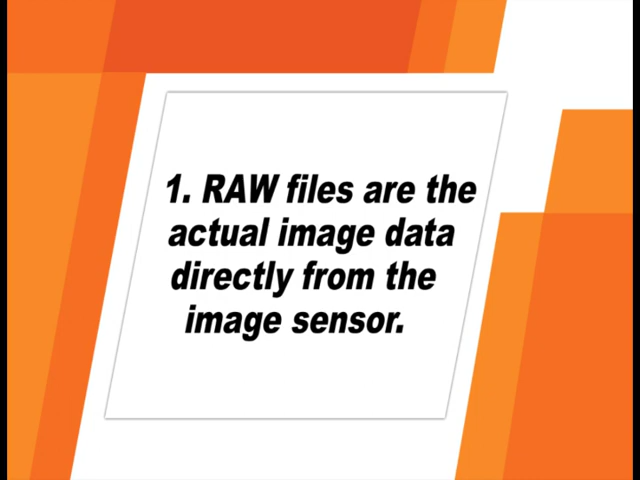 1. RAW files are the
actual image data
directly from the
image sensor.